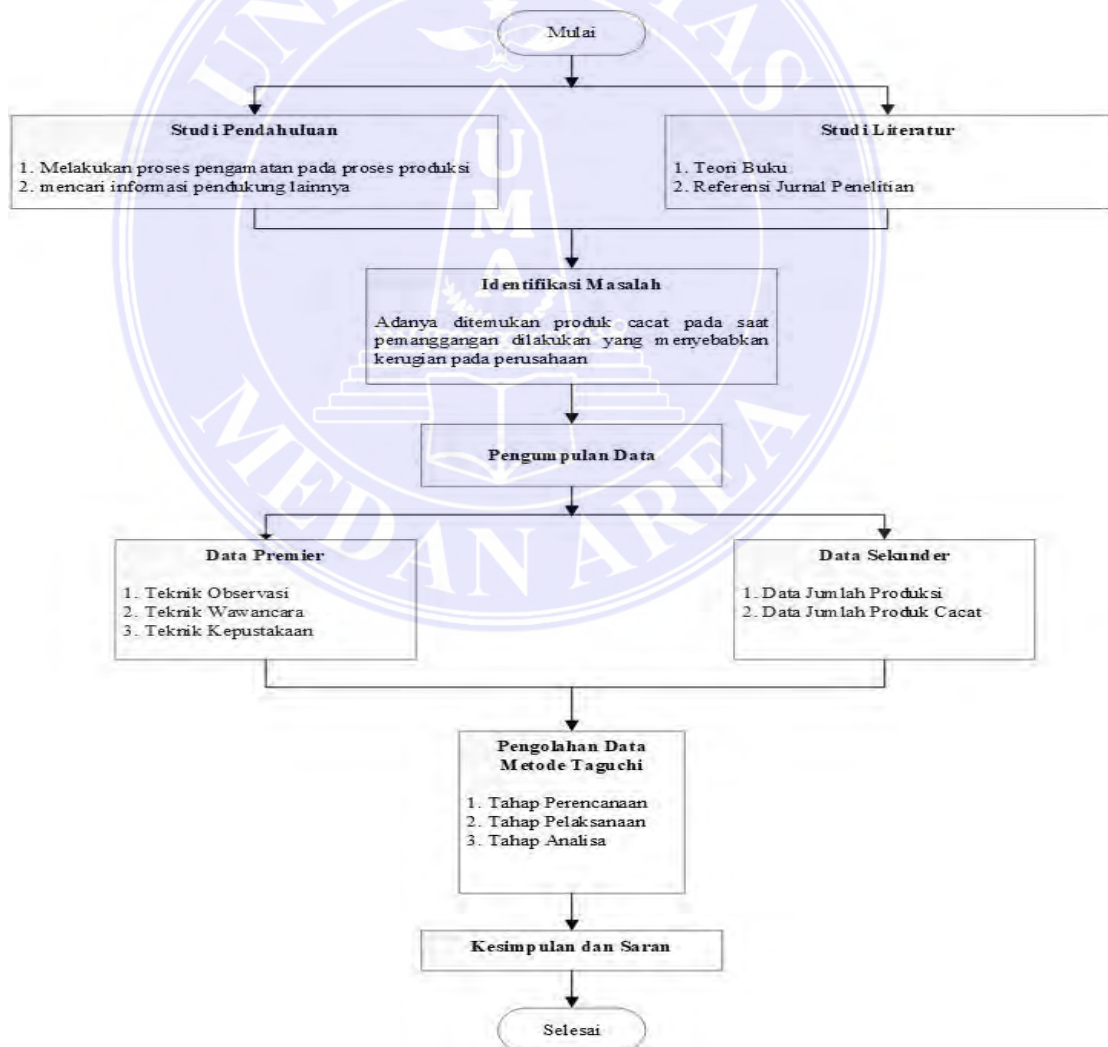 Mulai
Studi Pendahuluan
1. Melakukan proses pengamatan pada proses produksi
2. mencari informasi pendukung lainnya
Studi Literatur
1. Teori Buku
2. Referensi Jurnal Penelitian
Identifikasi Masalah
Adanya ditemukan produk cacat pada saat
pemanggangan dilakukan yang menyebabkan
kerugian pada perusahaan
Pengumpulan Data
Data Premier
1. Teknik Observasi
2. Teknik Wawancara
3. Teknik Kepustakaan
Data Sekunder
1. Data Jumlah Produksi
2. Data Jumlah Produk Cacat
Pengolahan Data
Metode Taguchi
1. Tahap Perencanaan
2. Tahap Pelaksanaan
3. Tahap Analisa
Kesimpulan dan Saran
Selesai
UMA
MEDAN AREA